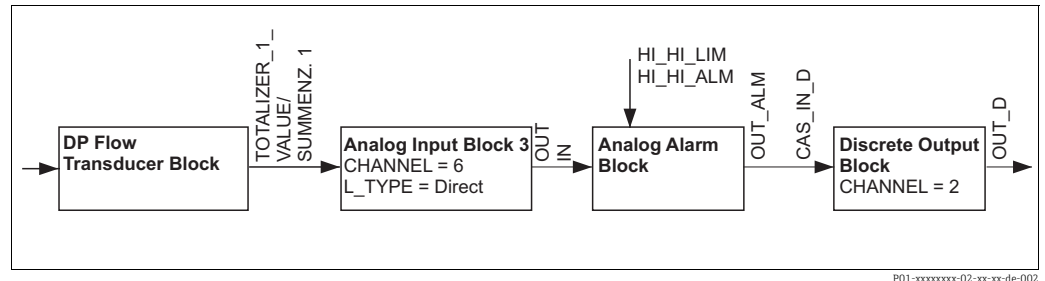 DP Flow
Transducer Block
TOTALIZER_1_
VALUE/
SUMMENZ. 1
Analog Input Block 3
CHANNEL = 6
L_TYPE = Direct
OUT
IN
HI_HI_LIM
HI_HI_ALM
Analog Alarm
Block
OUT_ALM
CAS_IN_D
Discrete Output
Block
CHANNEL = 2
OUT_D
P01-xxxxxxxx-02-xx-xx-de-002